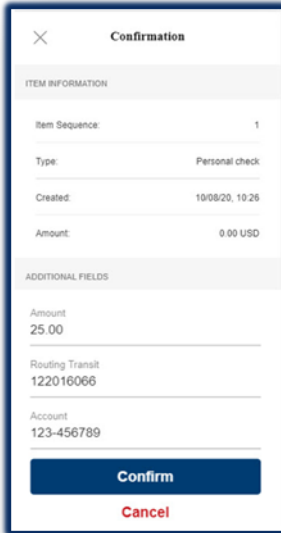 Confirmation
ITEM INFORMATION
Item Sequence: 1
Type: Personal check
Created: 10/08/20, 10:26
Amount: 0.00 USD
ADDITIONAL FIELDS
Amount
25.00
Routing Transit
122016066
Account
123-456789
Confirm
Cancel